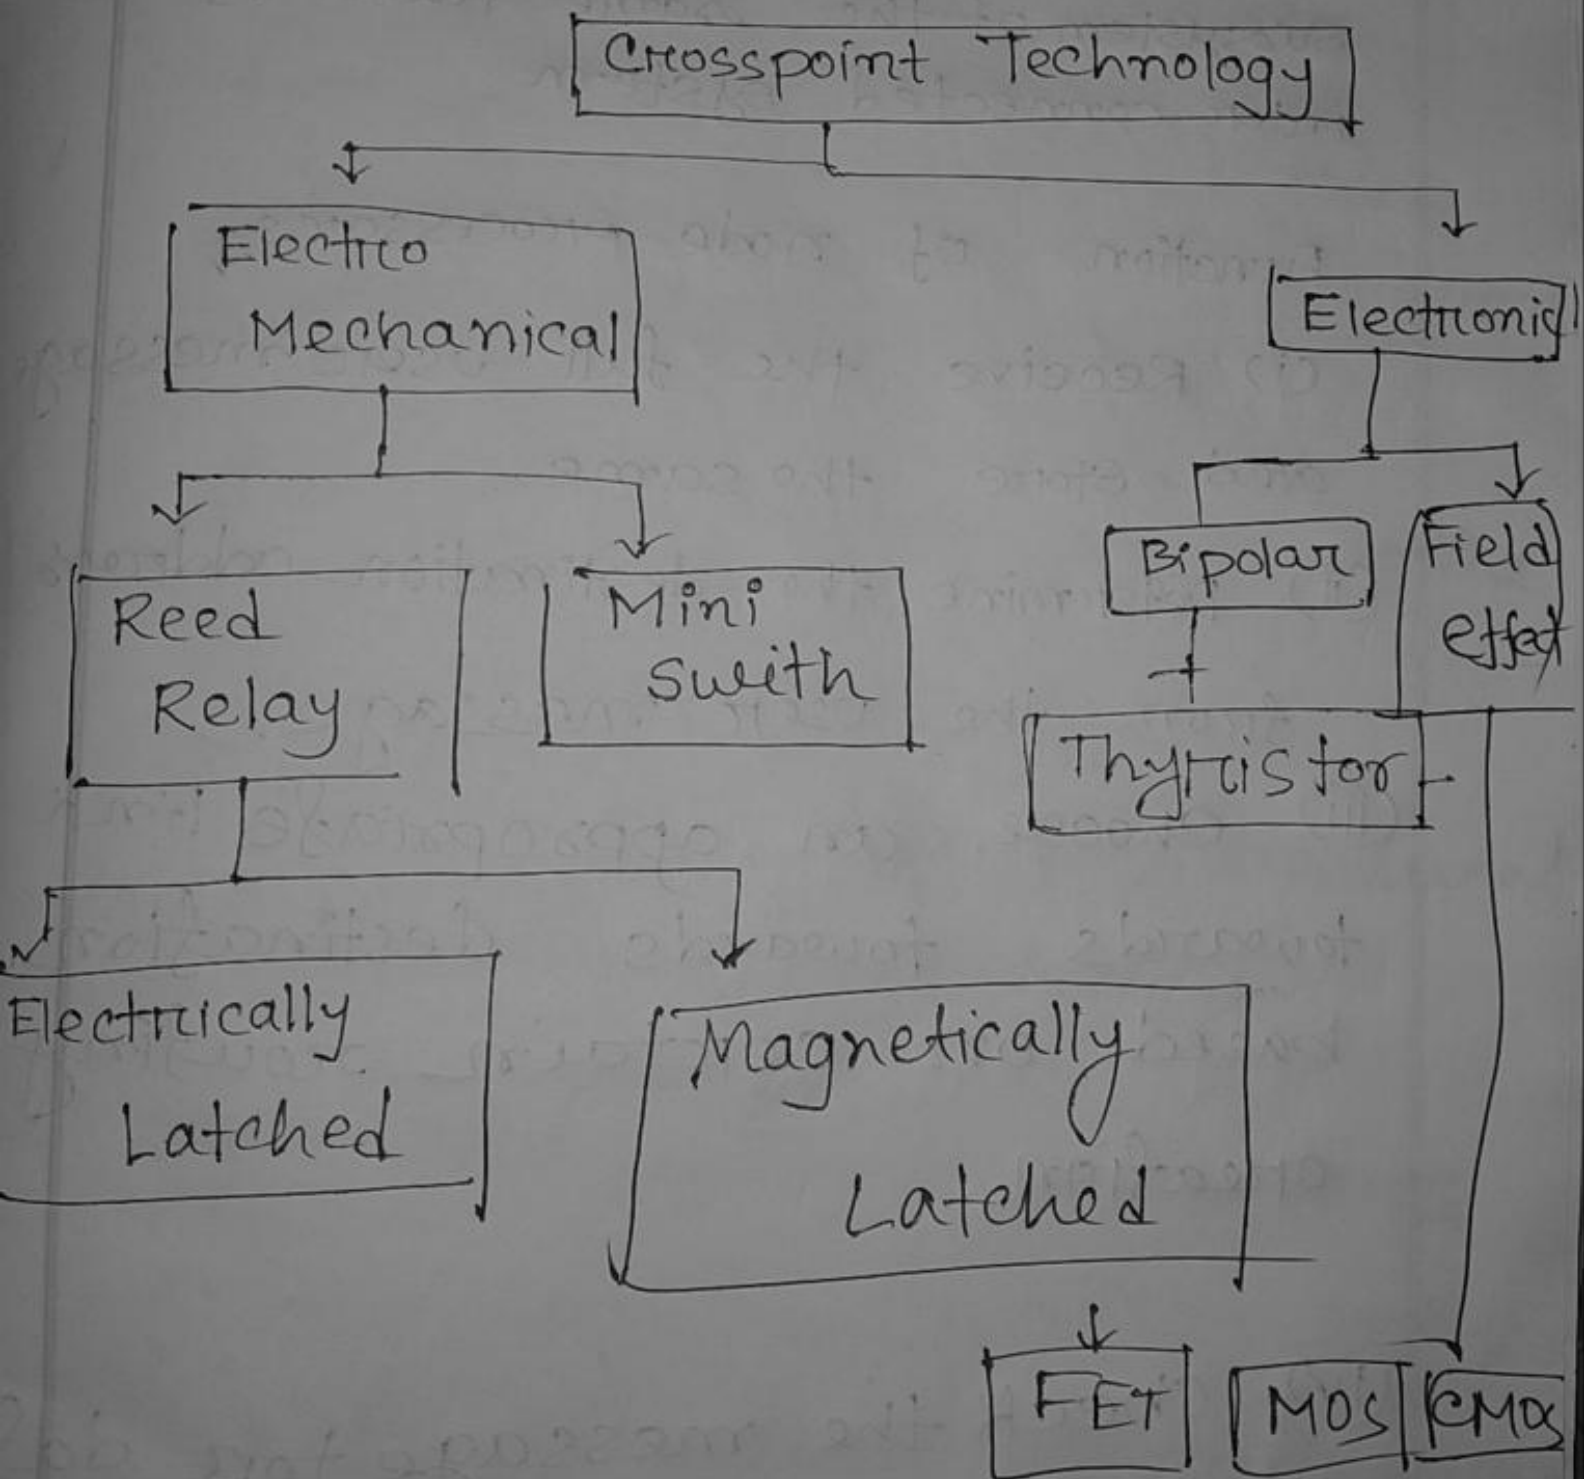 Crosspoint Technology
Electro
Mechanical
Electronic
Reed
Relay
Mini
Swith
Bipolar
Field
effect
Thyristor
Electrically
Latched
Magnetically
Latched
FET
MOS
CMOS